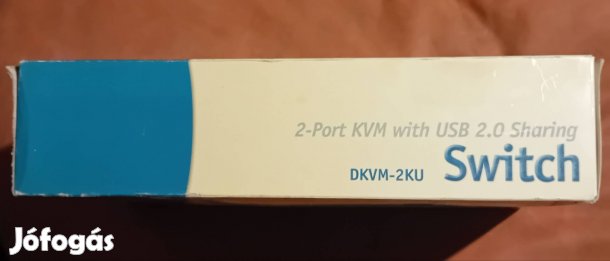 2-Port KVM with USB 2.0 Sharing
DKVM-2KU Switch
Jófogás